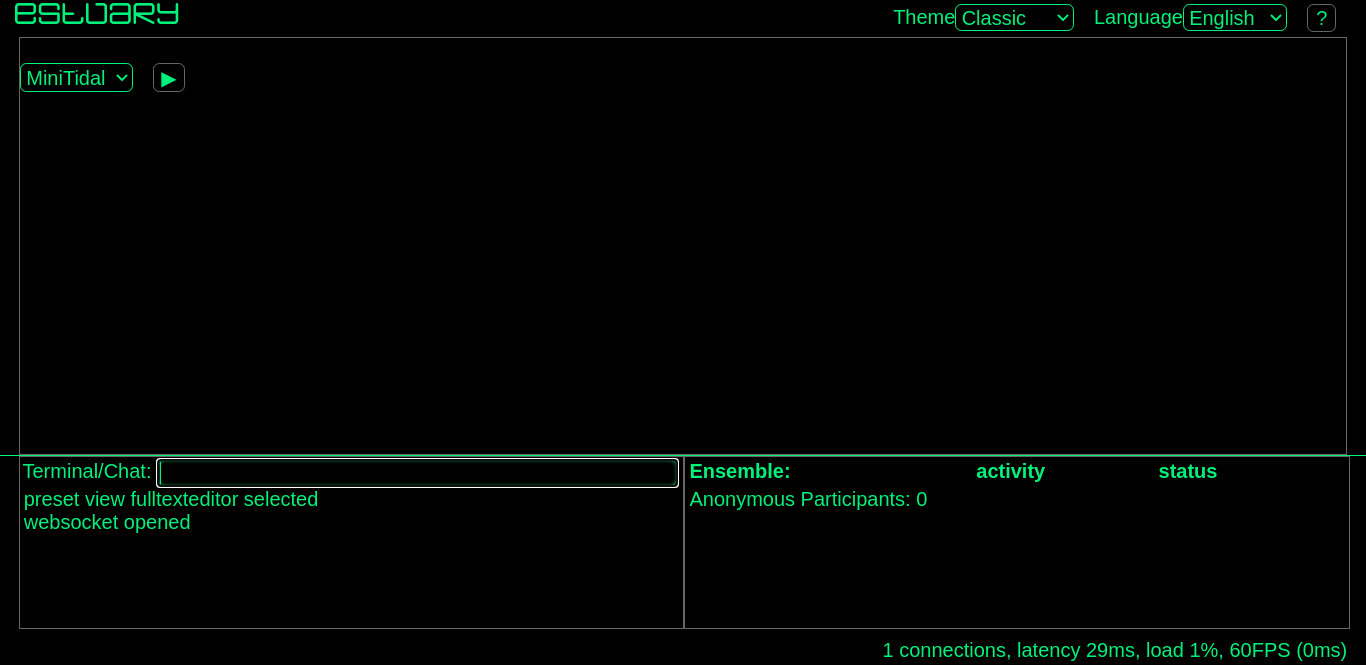 estuary
Theme Classic Language English ?
MiniTidal ▶
Terminal/Chat:
preset view fulltexteditor selected
websocket opened
Ensemble: activity status
Anonymous Participants: 0
1 connections, latency 29ms, load 1%, 60FPS (0ms)